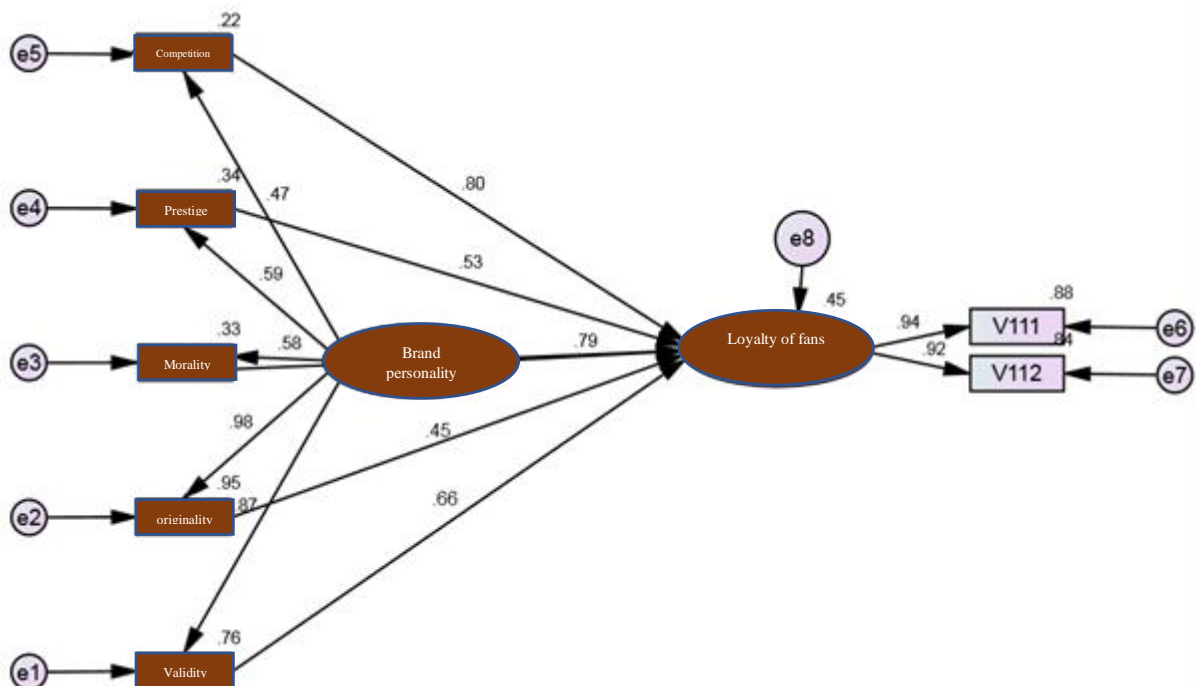 .22
e5
Competition
.80
.34
.47
e4
Prestige
.53
e8
.59
45
.88
.94
V111
e6
.33
.58
.79
Loyalty of fans
.84
e3
Morality
Brand
personality
.92
V112
e7
.98
.45
.95
.87
e2
originality
.66
.76
e1
Validity